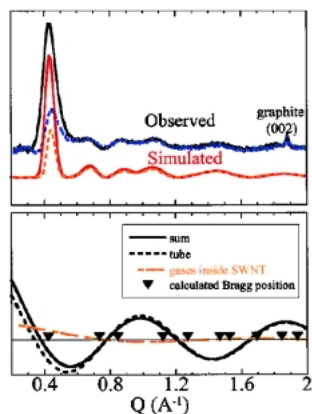 Observed
graphite
(002)
Simulated
sum
tube
gases inside SWNT
calculated Bragg position
0.4 0.8 1.2 1.6 2
Q (A⁻¹)